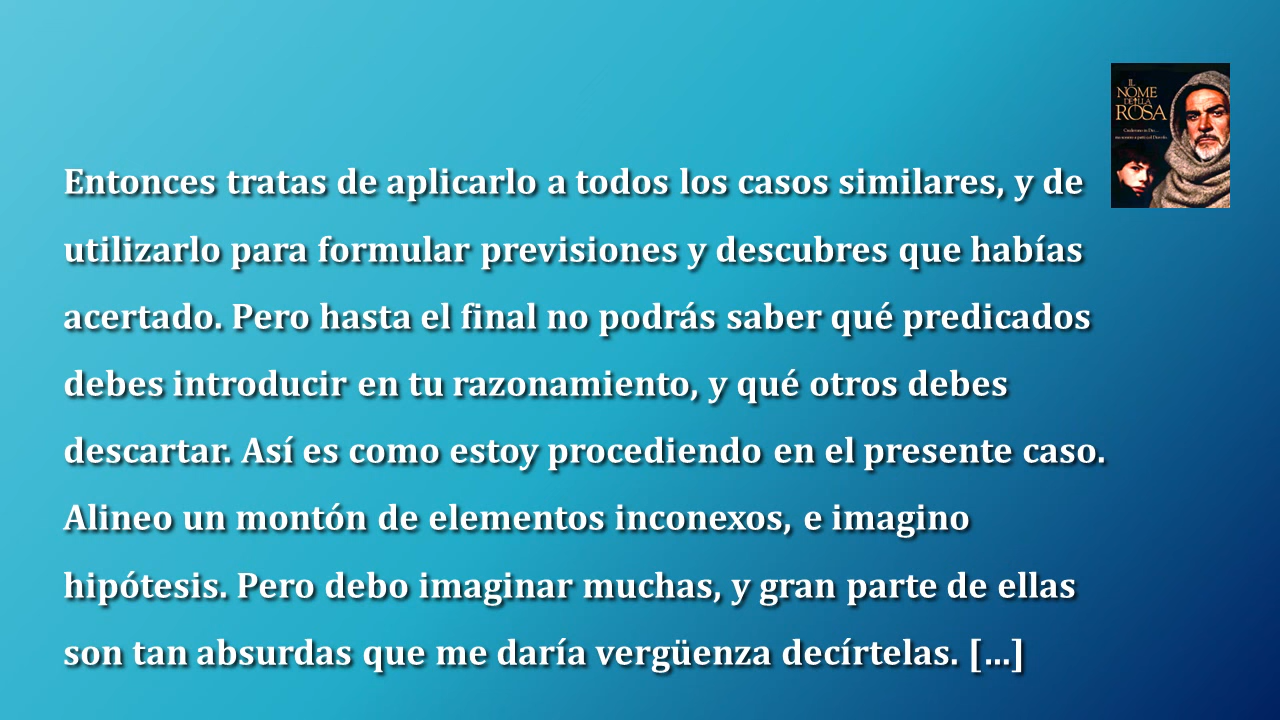 IL
NOME
DELLA
ROSA
Entonces tratas de aplicarlo a todos los casos similares, y de
utilizarlo para formular previsiones y descubres que habías
acertado. Pero hasta el final no podrás saber qué predicados
debes introducir en tu razonamiento, y qué otros debes
descartar. Así es como estoy procediendo en el presente caso.
Alineo un montón de elementos inconexos, e imagino
hipótesis. Pero debo imaginar muchas, y gran parte de ellas
son tan absurdas que me daría vergüenza decírtelas. [...]